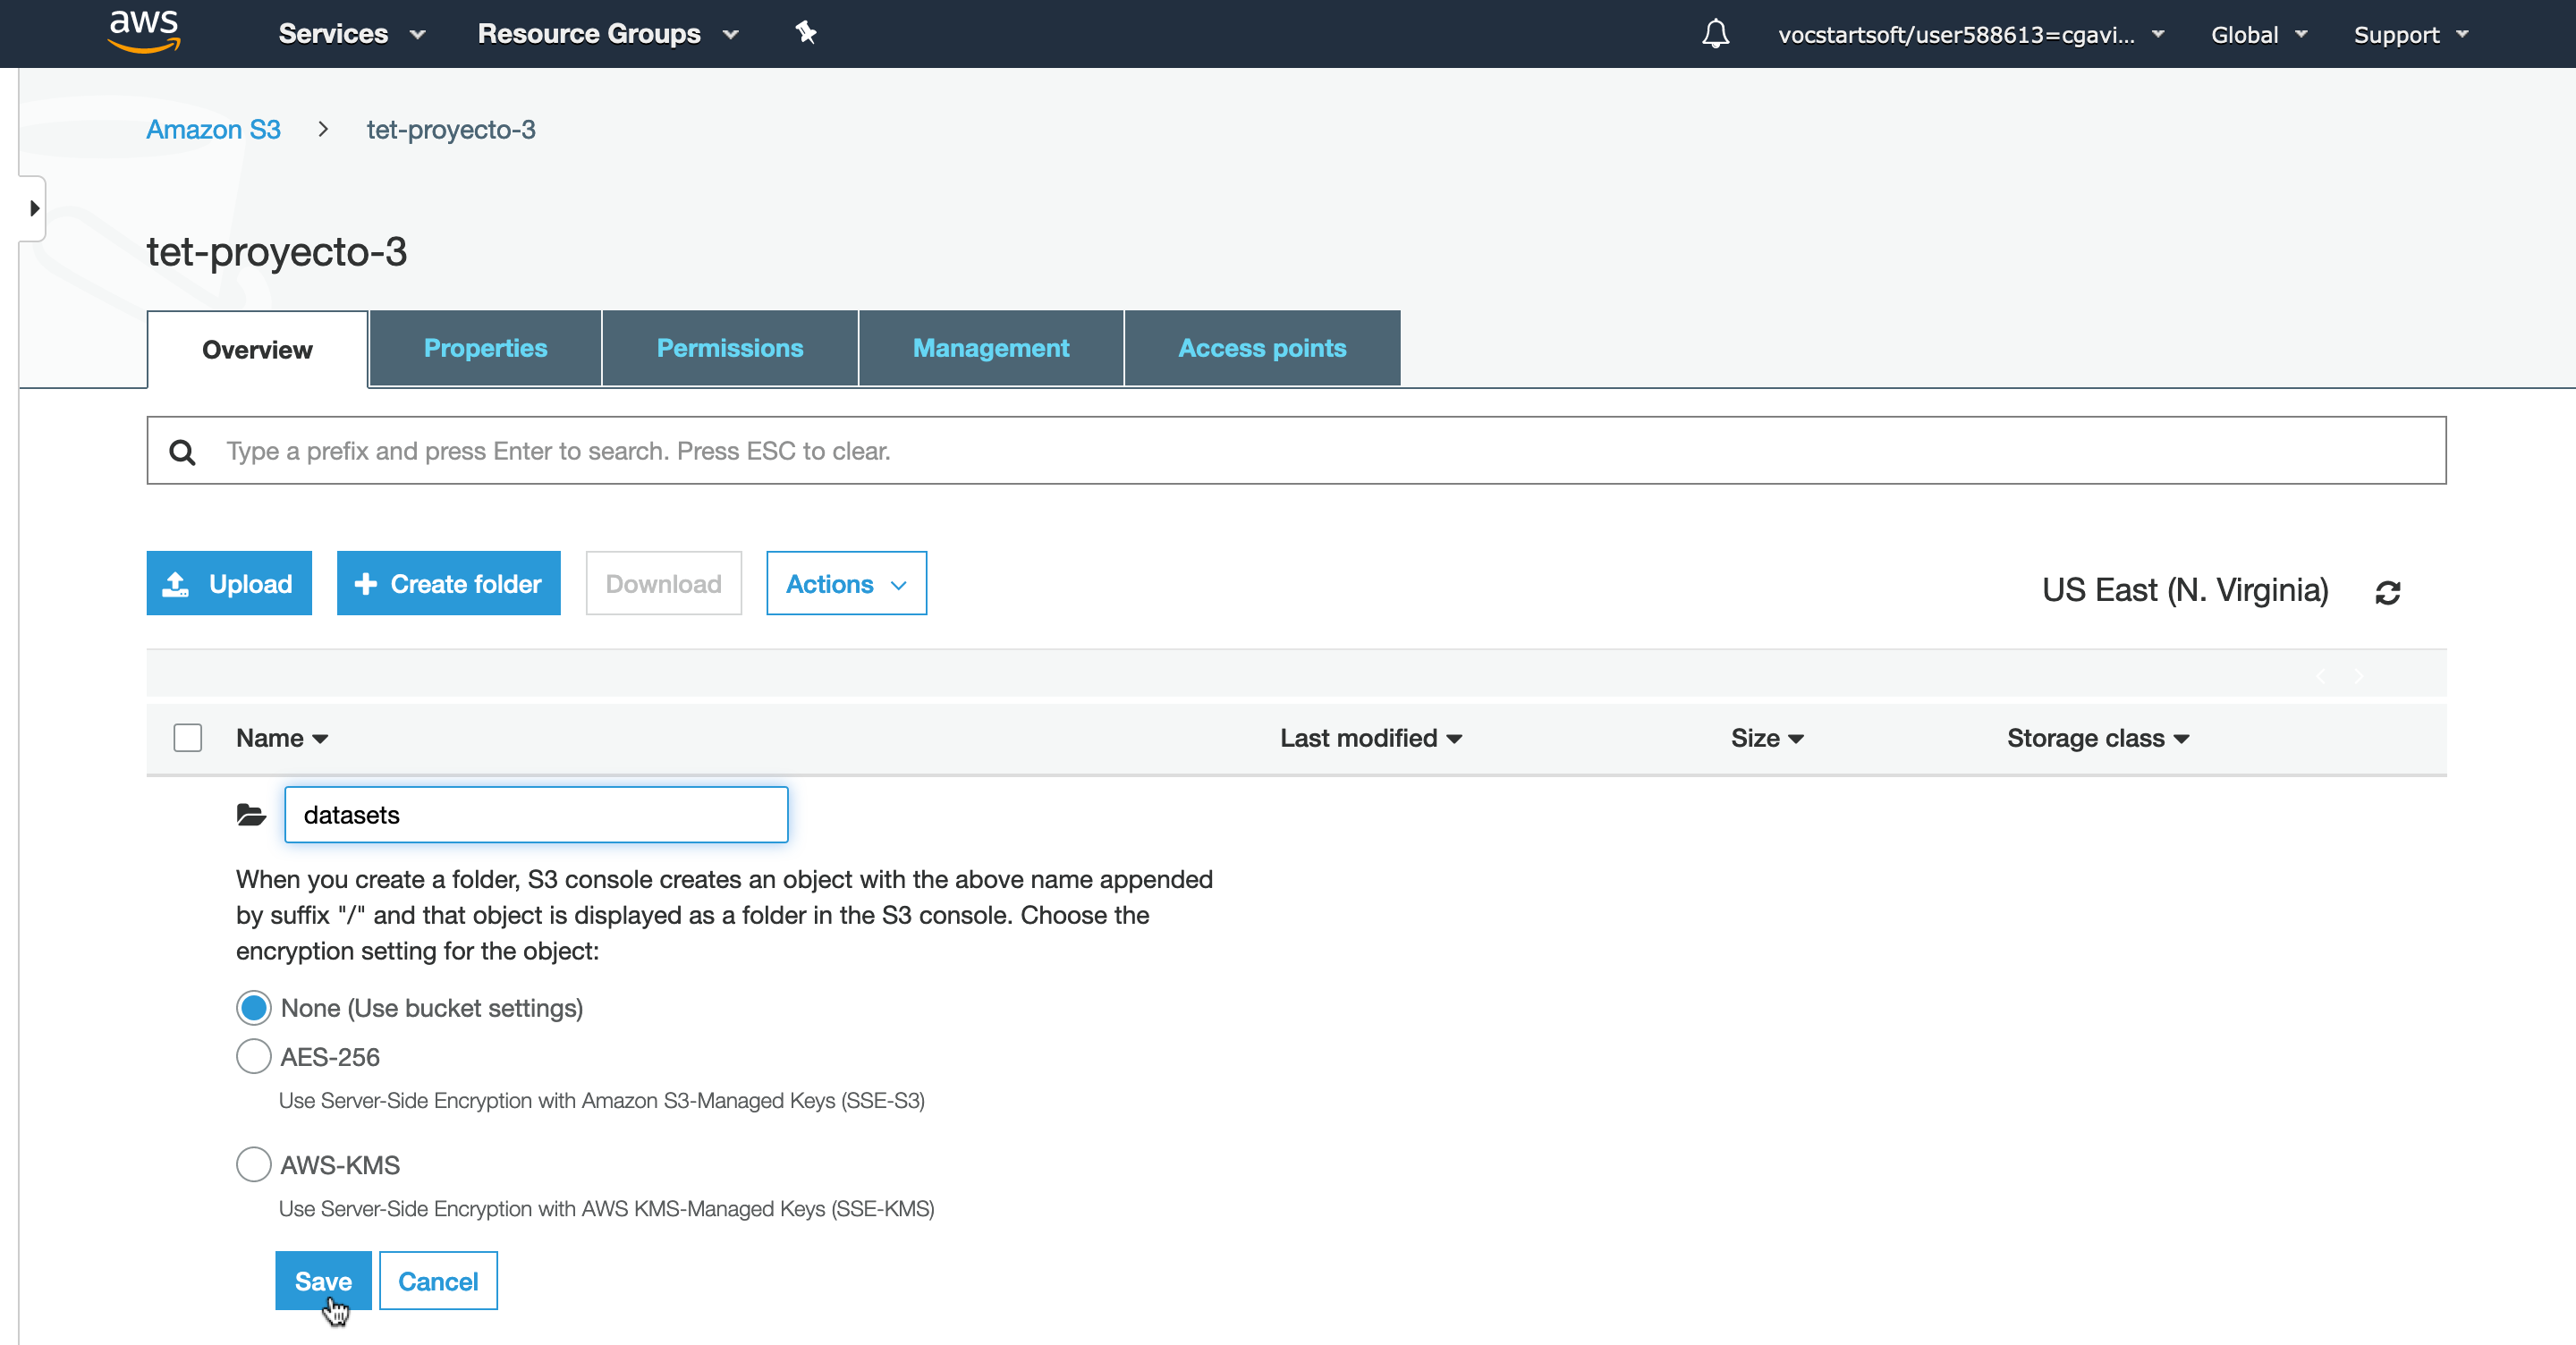 aws Services Resource Groups vocstartsoft/user588613=cgavi... Global Support
Amazon S3 > tet-proyecto-3
tet-proyecto-3
Overview Properties Permissions Management Access points
Type a prefix and press Enter to search. Press ESC to clear.
Upload + Create folder Download Actions US East (N. Virginia)
Name Last modified Size Storage class
datasets
When you create a folder, S3 console creates an object with the above name appended
by suffix "/" and that object is displayed as a folder in the S3 console. Choose the
encryption setting for the object:
None (Use bucket settings)
AES-256
Use Server-Side Encryption with Amazon S3-Managed Keys (SSE-S3)
AWS-KMS
Use Server-Side Encryption with AWS KMS-Managed Keys (SSE-KMS)
Save Cancel